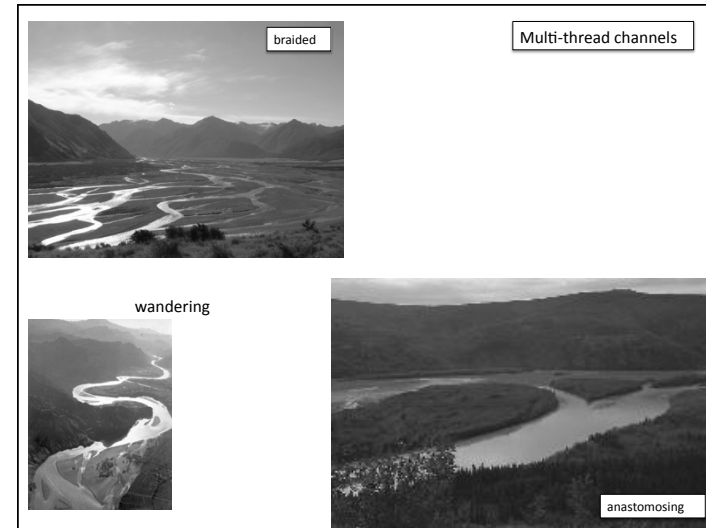 braided
Multi-thread channels
wandering
anastomosing